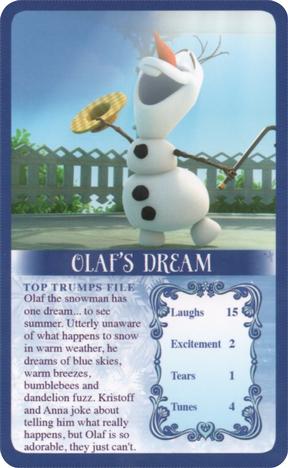 OLAF'S DREAM
TOP TRUMPS FILE
Olaf the snowman has
one dream... to see
summer. Utterly unaware
of what happens to snow
in warm weather, he
dreams of blue skies,
warm breezes,
bumblebees and
dandelion fuzz. Kristoff
and Anna joke about
telling him what really
happens, but Olaf is so
adorable, they just can't.
Laughs 15
Excitement 2
Tears 1
Tunes 4